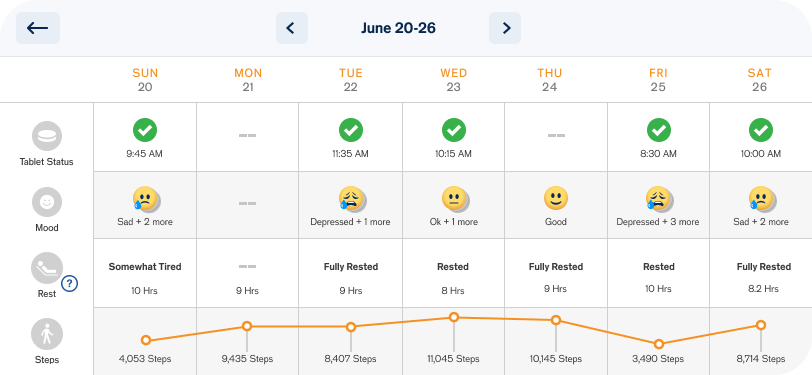 June 20-26
SUN MON TUE WED THU FRI SAT
20 21 22 23 24 25 26
Tablet Status
9:45 AM -- 11:35 AM 10:15 AM -- 8:30 AM 10:00 AM
Mood
Sad + 2 more -- Depressed + 1 more Ok + 1 more Good Depressed + 3 more Sad + 2 more
Somewhat Tired -- Fully Rested Rested Fully Rested Rested Fully Rested
Rest ?
10 Hrs 9 Hrs 9 Hrs 8 Hrs 9 Hrs 10 Hrs 8.2 Hrs
Steps
4,053 Steps 9,435 Steps 8,407 Steps 11,045 Steps 10,145 Steps 3,490 Steps 8,714 Steps